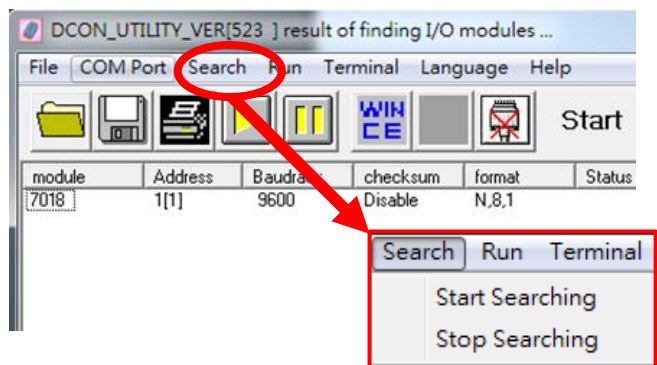 DCON_UTILITY_VER[523 ] result of finding I/O modules ...
File COM Port Search Run Terminal Language Help
WIN CE Start
module Address Baudrate checksum format Status
7018 1[1] 9600 Disable N,8,1
Search Run Terminal
Start Searching
Stop Searching